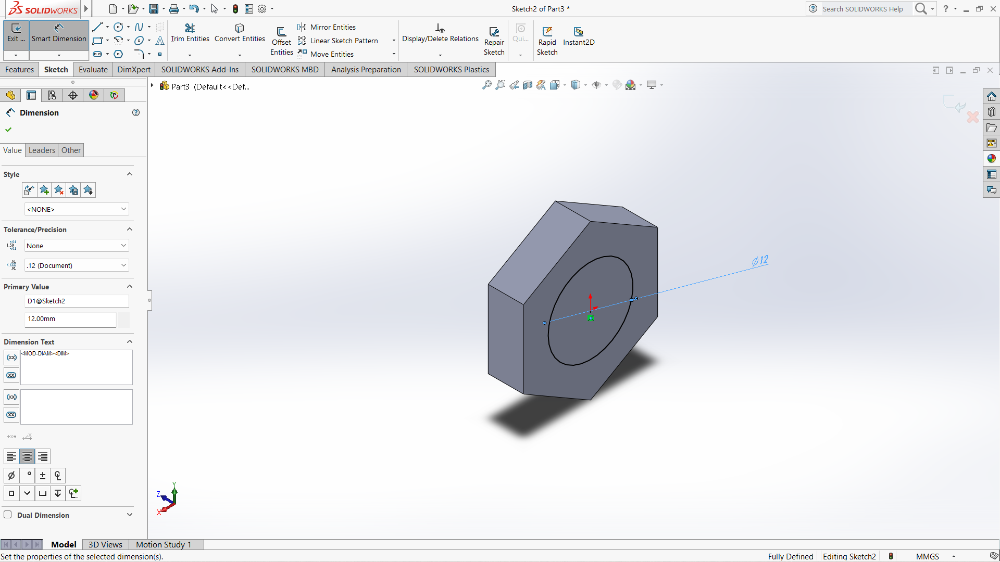 SOLIDWORKS
Sketch2 of Part3 *
Search SOLIDWORKS Help
?
Exit ...
Smart Dimension
Trim Entities
Convert Entities
Offset Entities
Mirror Entities
Linear Sketch Pattern
Move Entities
Display/Delete Relations
Repair Sketch
Qui...
Rapid Sketch
Instant2D
Features
Sketch
Evaluate
DimXpert
SOLIDWORKS Add-Ins
SOLIDWORKS MBD
Analysis Preparation
SOLIDWORKS Plastics
Part3 (Default<<Def...
Dimension
Value
Leaders
Other
Style
<NONE>
Tolerance/Precision
None
.12 (Document)
Primary Value
D1@Sketch2
12.00mm
Dimension Text
<MOD-DIAM><DIM>
Dual Dimension
∅12
Y
Z
X
Model
3D Views
Motion Study 1
Set the properties of the selected dimension(s).
Fully Defined
Editing Sketch2
MMGS